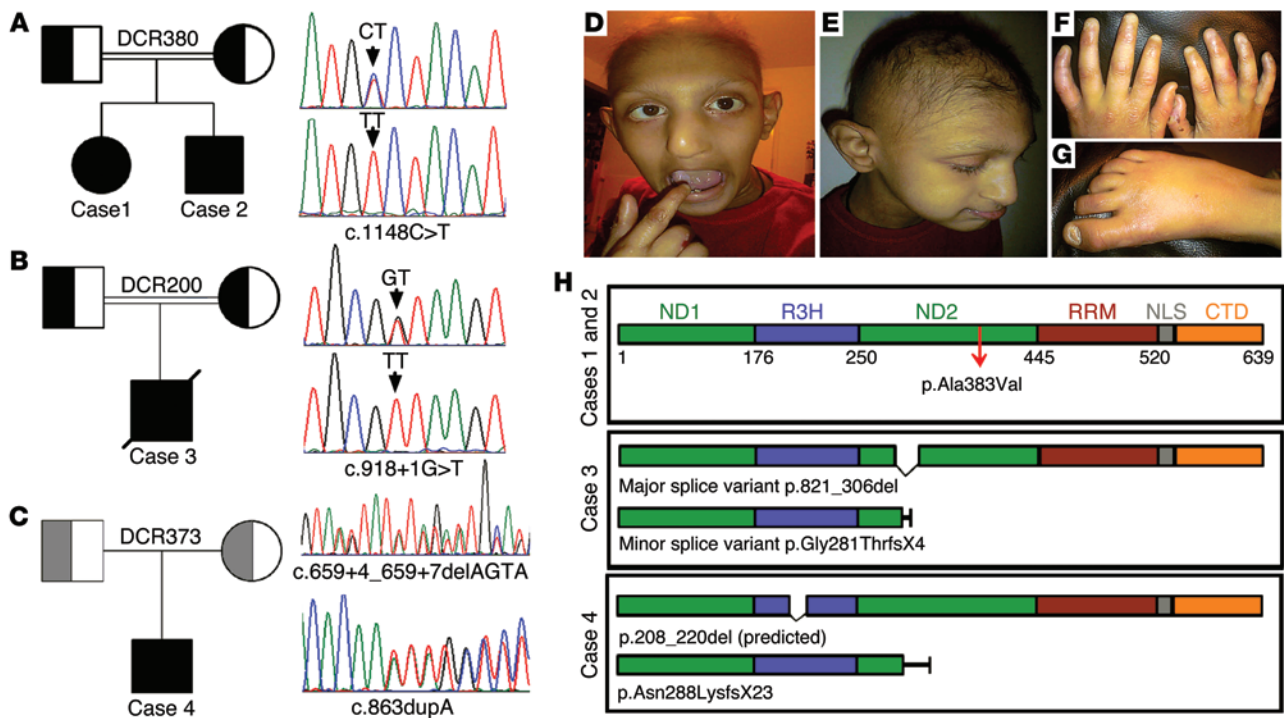 A
DCR380
Case1
Case 2
CT
TT
c.1148C>T
B
DCR200
Case 3
GT
TT
c.918+1G>T
C
DCR373
Case 4
c.659+4_659+7delAGTA
c.863dupA
D
E
F
G
H
Cases 1 and 2
ND1 R3H ND2 RRM NLS CTD
1 176 250 445 520 639
p.Ala383Val
Case 3
Major splice variant p.821_306del
Minor splice variant p.Gly281ThrfsX4
Case 4
p.208_220del (predicted)
p.Asn288LysfsX23